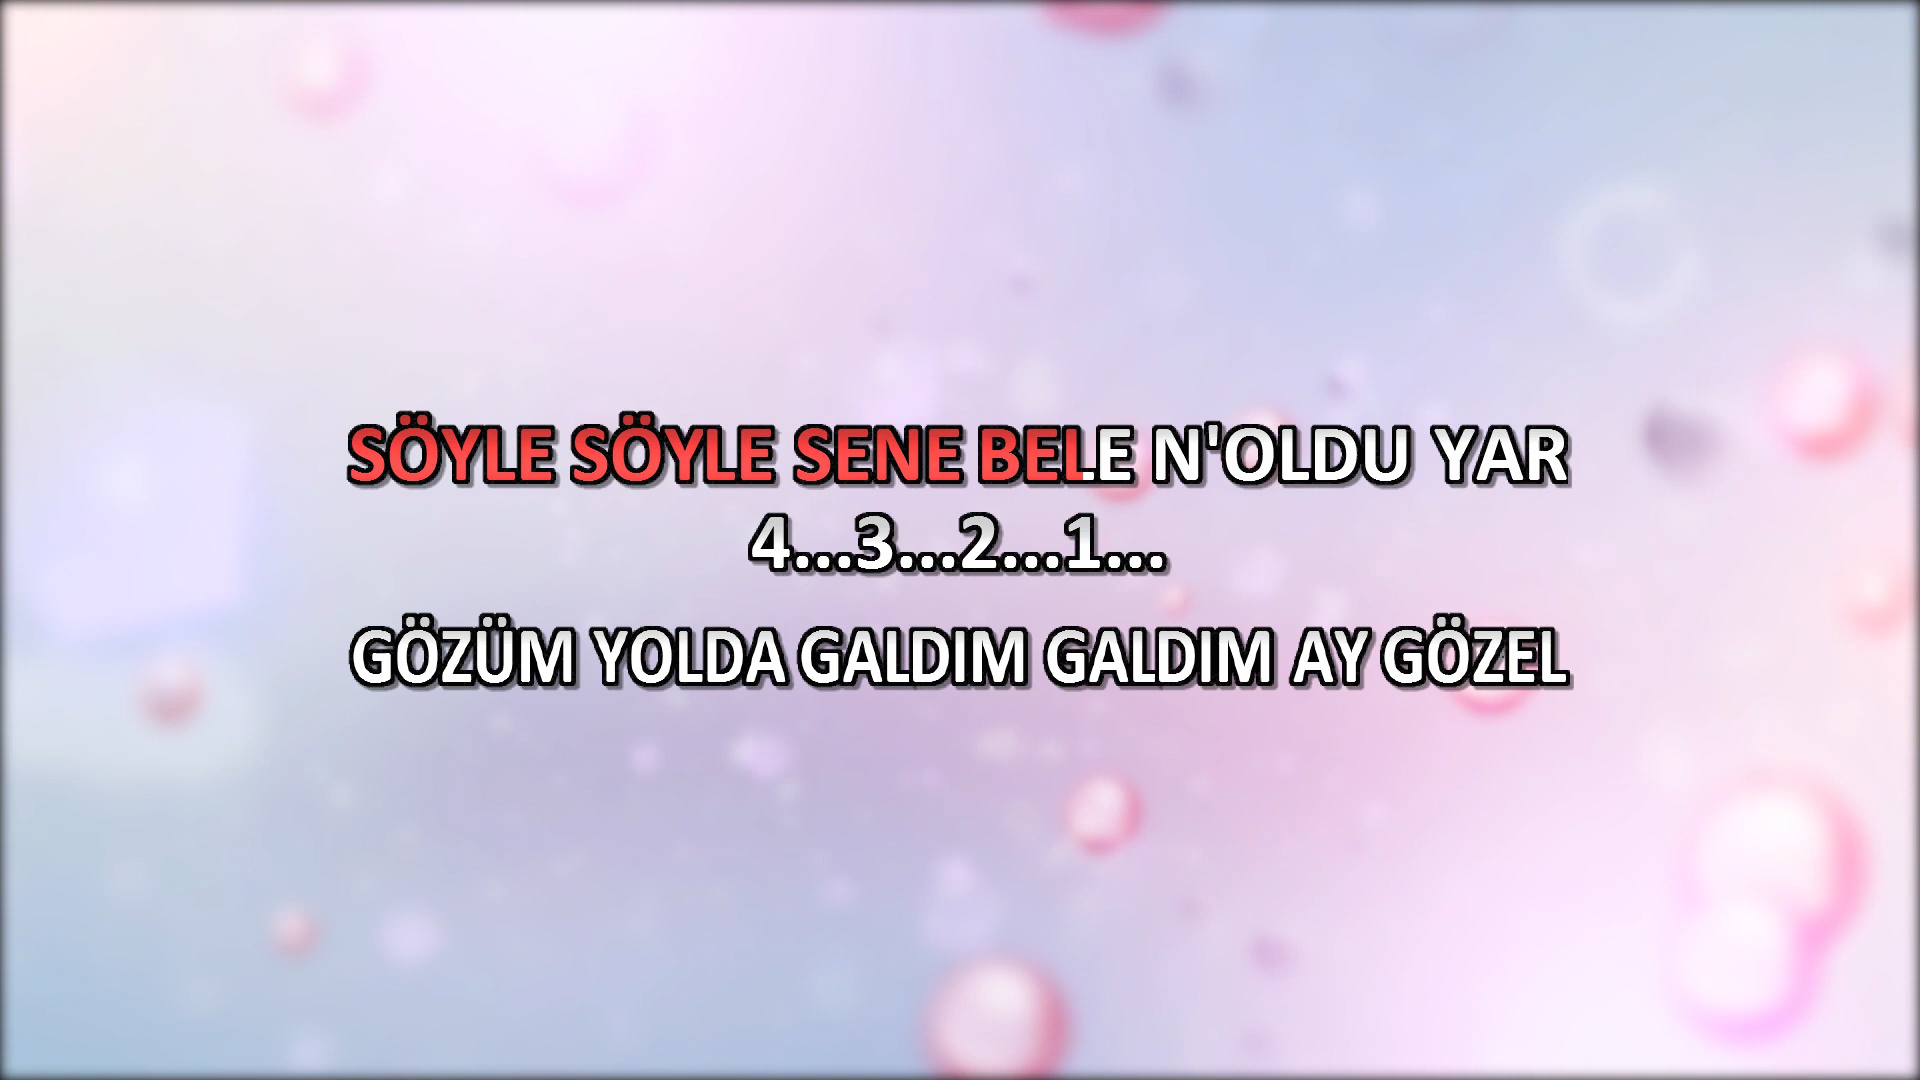 SÖYLE SÖYLE SENE BELE N'OLDU YAR
4...3...2...1...
GÖZÜM YOLDA GALDIM GALDIM AY GÖZEL